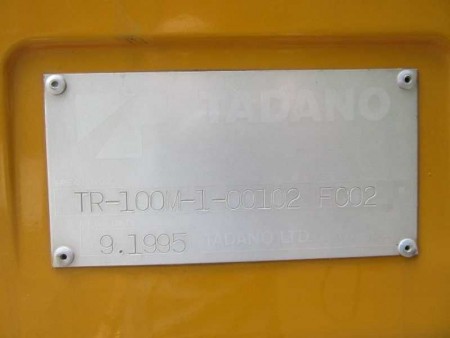 TADANO
TR-100M-1-00102 FC02
9.1995 TADANO LTD.